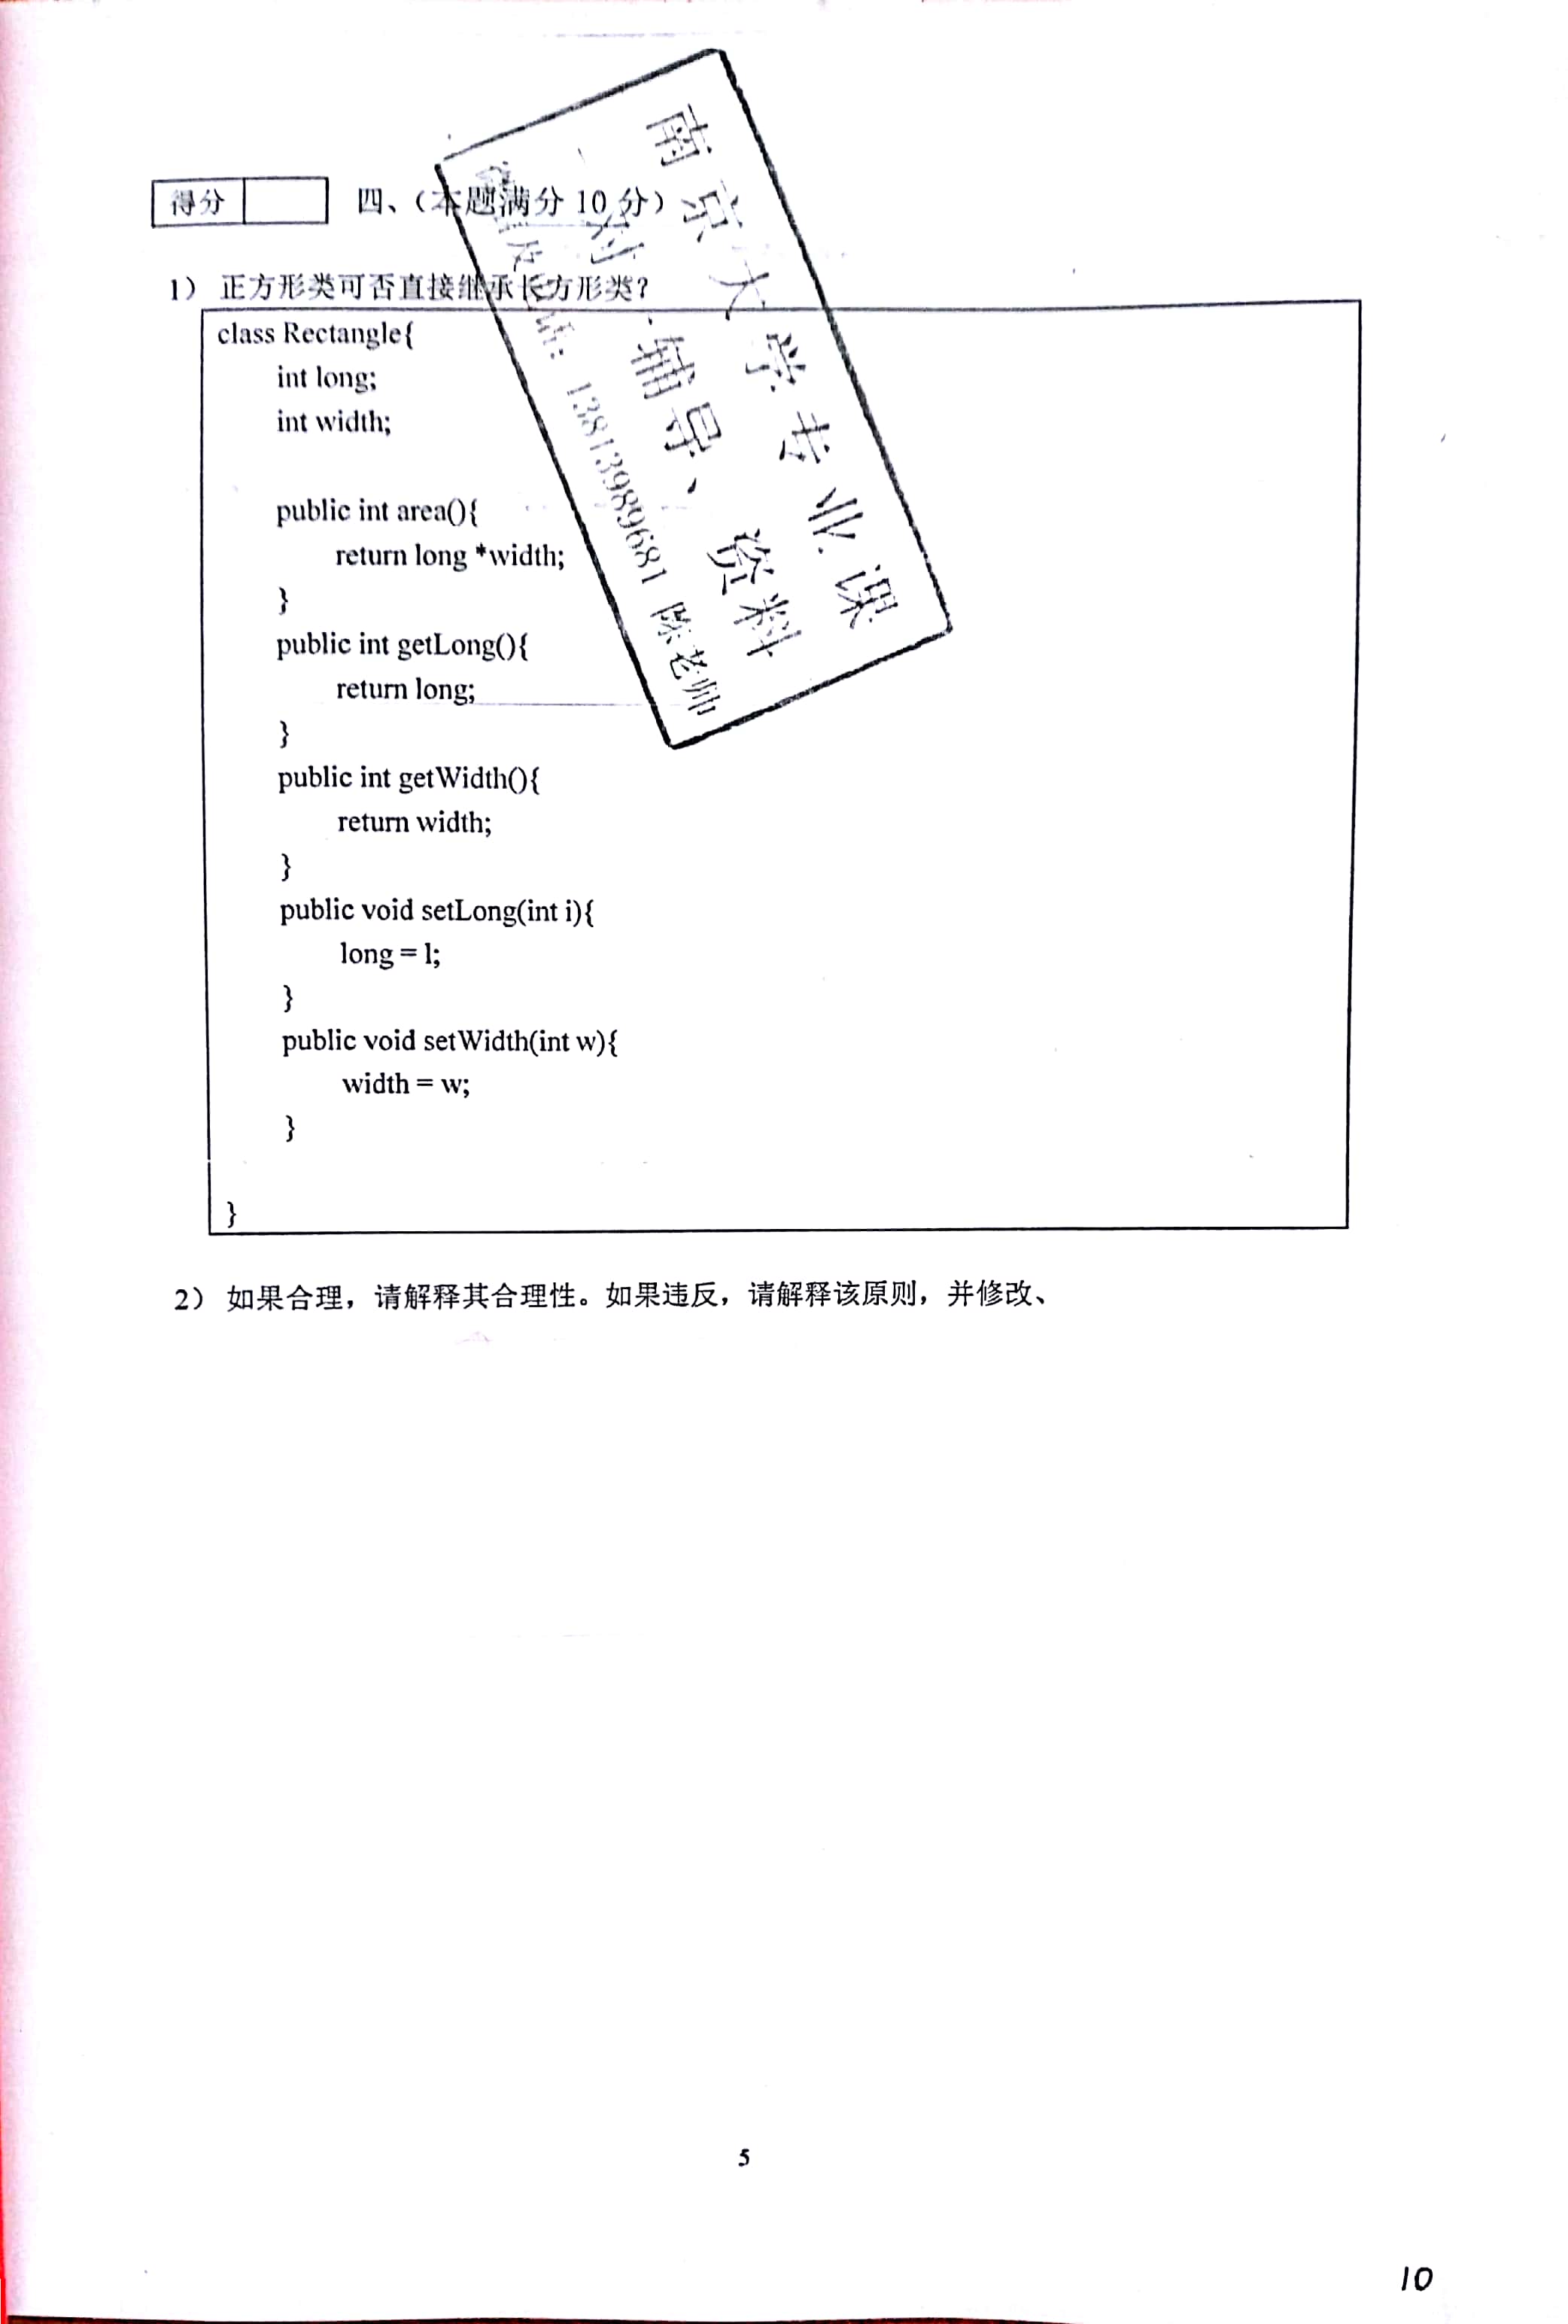 得分 四、（本题满分 10 分）
1） 正方形类可否直接继承长方形类？
class Rectangle{
int long;
int width;
public int area(){
return long *width;
}
public int getLong(){
return long;
}
public int getWidth(){
return width;
}
public void setLong(int i){
long = l;
}
public void setWidth(int w){
width = w;
}
}
2） 如果合理，请解释其合理性。如果违反，请解释该原则，并修改、
南京大学专业课
辅导、资料
13813989681 陈老师
5
10